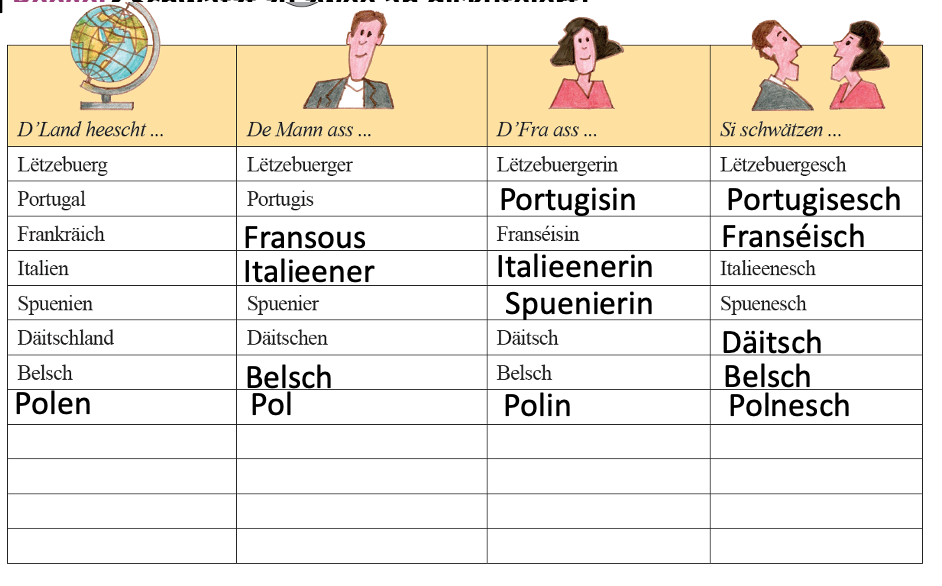 D'Land heescht ... De Mann ass ... D'Fra ass ... Si schwätzen ...
Lëtzebuerg Lëtzebuerger Lëtzebuergerin Lëtzebuergesch
Portugal Portugis Portugisin Portugisesch
Frankräich Fransous Franséisin Franséisch
Italien Italieener Italieenerin Italieenesch
Spuenien Spuenier Spuenierin Spuenesch
Däitschland Däitschen Däitsch Däitsch
Belsch Belsch Belsch Belsch
Polen Pol Polin Polnesch